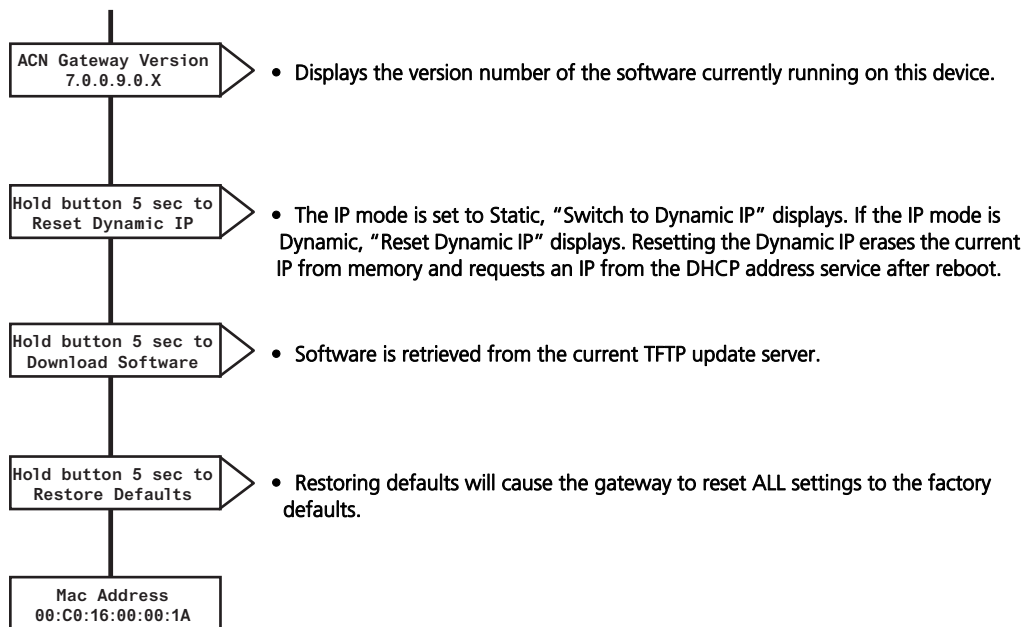 ACN Gateway Version
7.0.0.9.0.X
• Displays the version number of the software currently running on this device.
Hold button 5 sec to
Reset Dynamic IP
• The IP mode is set to Static, “Switch to Dynamic IP” displays. If the IP mode is
Dynamic, “Reset Dynamic IP” displays. Resetting the Dynamic IP erases the current
IP from memory and requests an IP from the DHCP address service after reboot.
Hold button 5 sec to
Download Software
• Software is retrieved from the current TFTP update server.
Hold button 5 sec to
Restore Defaults
• Restoring defaults will cause the gateway to reset ALL settings to the factory
defaults.
Mac Address
00:C0:16:00:00:1A